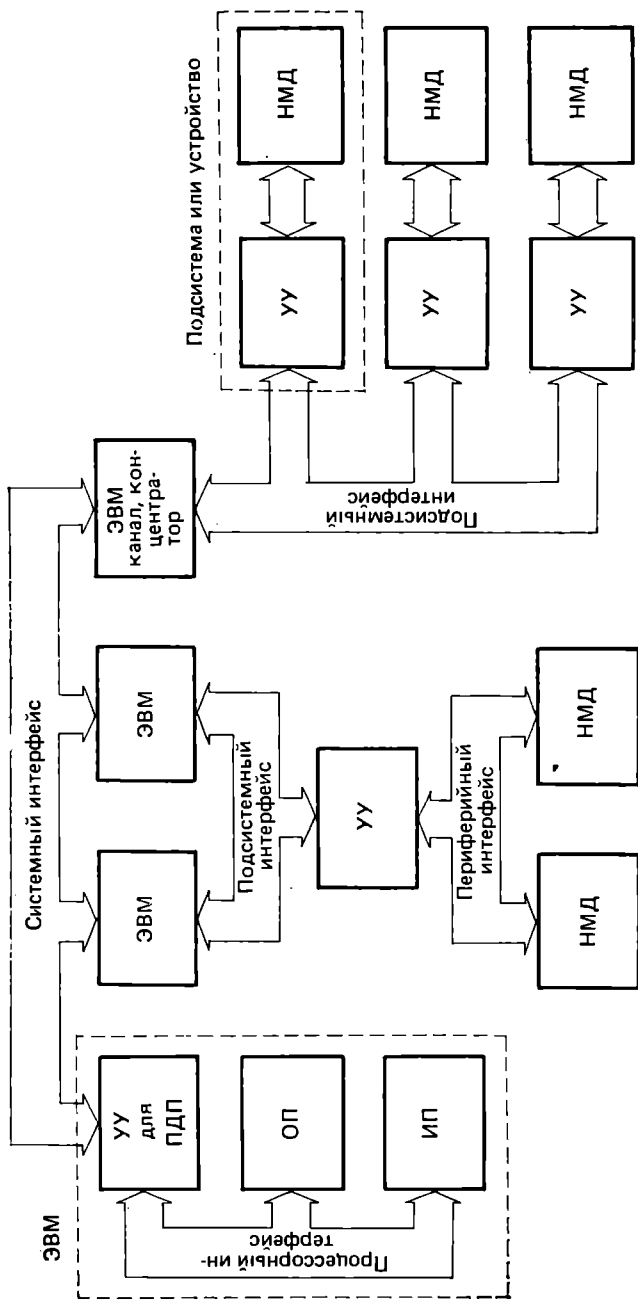 ЭВМ
УУ
для
ПДП
ОП
ИП
Процессорный ин-
терфейс
Системный интерфейс
ЭВМ
ЭВМ
Подсистемный
интерфейс
УУ
Периферийный
интерфейс
НМД
НМД
ЭВМ
канал, кон-
центра-
тор
Подсистемный
интерфейс
Подсистема или устройство
УУ
НМД
УУ
НМД
УУ
НМД